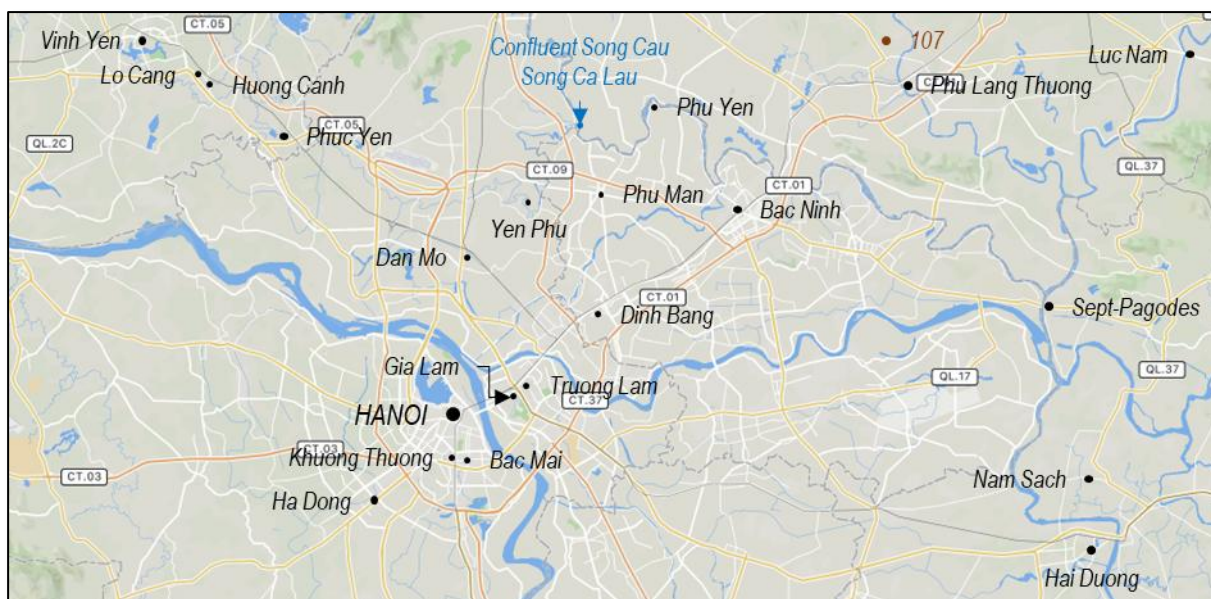 CT.05
Vinh Yen
Confluent Song Cau
Song Ca Lau
107
Luc Nam
Lo Cang
Huong Canh
Phu Lang Thuong
Phu Yen
CT.05
Phuc Yen
QL.2C
QL.37
CT.09
CT.01
Phu Man
Yen Phu
Bac Ninh
Dan Mo
CT.01
Dinh Bang
Sept-Pagodes
Gia Lam
Truong Lam
QL.17
QL.37
CT.37
HANOI
CT.03
Khuong Thuong
Bac Mai
CT.03
Nam Sach
Ha Dong
Hai Duong